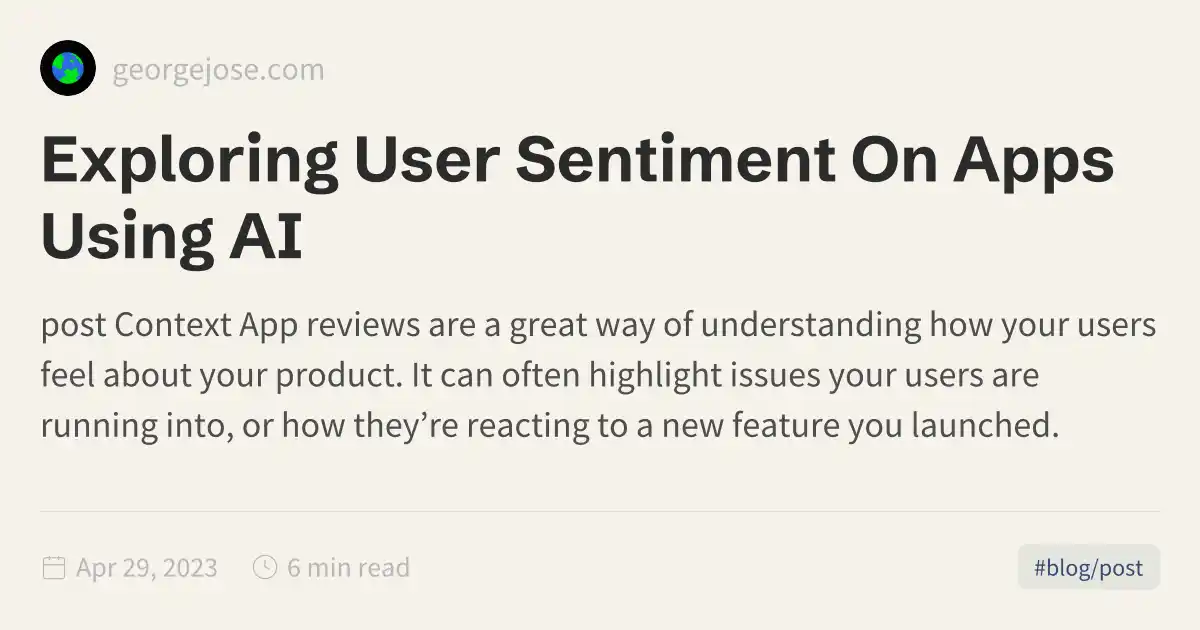 georgejose.com
Exploring User Sentiment On Apps
Using AI
post Context App reviews are a great way of understanding how your users
feel about your product. It can often highlight issues your users are
running into, or how they’re reacting to a new feature you launched.
Apr 29, 2023 6 min read #blog/post